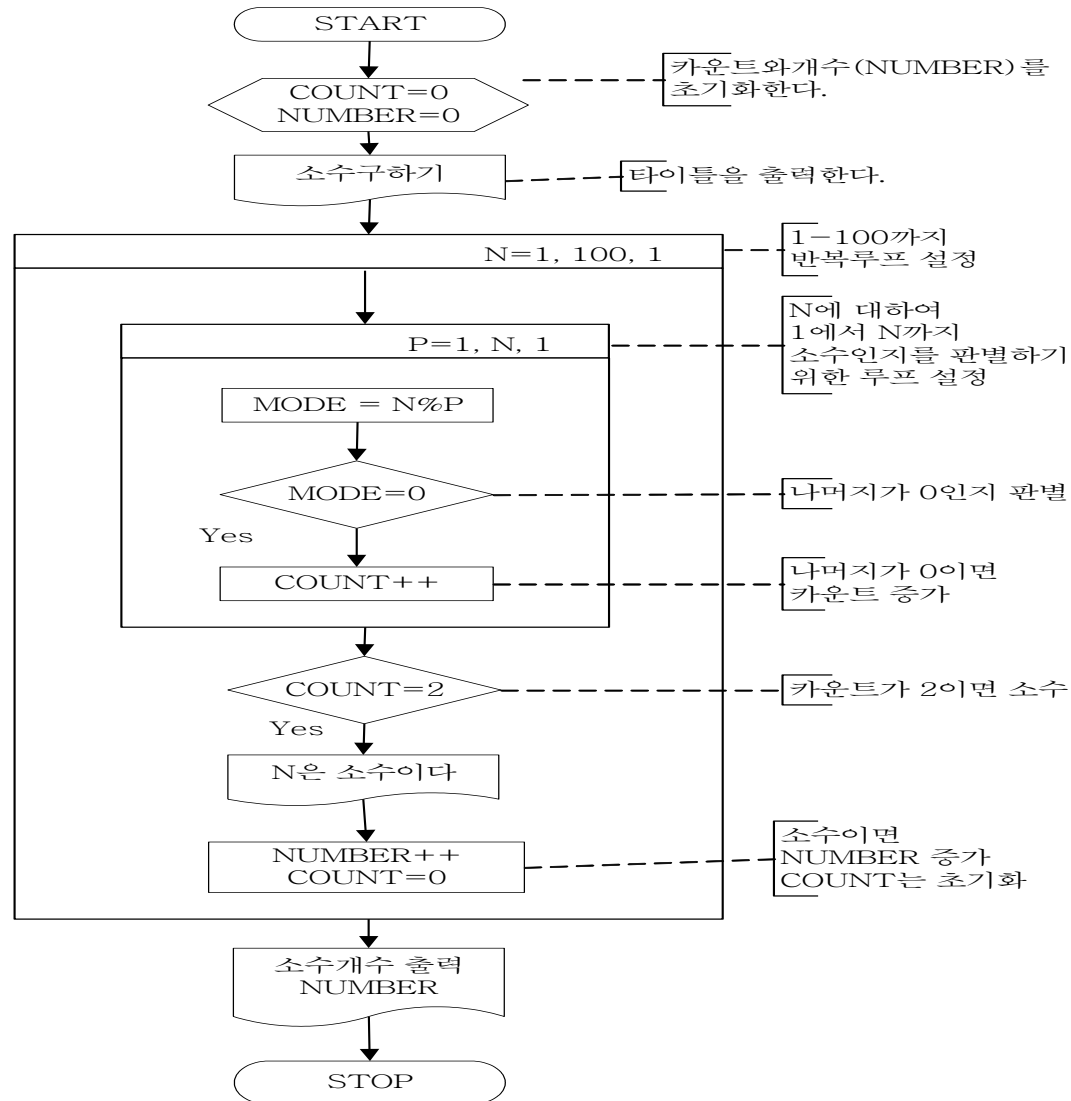 START
COUNT=0
NUMBER=0
카운트와개수(NUMBER)를
초기화한다.
소수구하기
타이틀을 출력한다.
N=1, 100, 1
1-100까지
반복루프 설정
P=1, N, 1
N에 대하여
1에서 N까지
소수인지를 판별하기
위한 루프 설정
MODE = N%P
MODE=0
나머지가 0인지 판별
Yes
COUNT++
나머지가 0이면
카운트 증가
COUNT=2
카운트가 2이면 소수
Yes
N은 소수이다
NUMBER++
COUNT=0
소수이면
NUMBER 증가
COUNT는 초기화
소수개수 출력
NUMBER
STOP